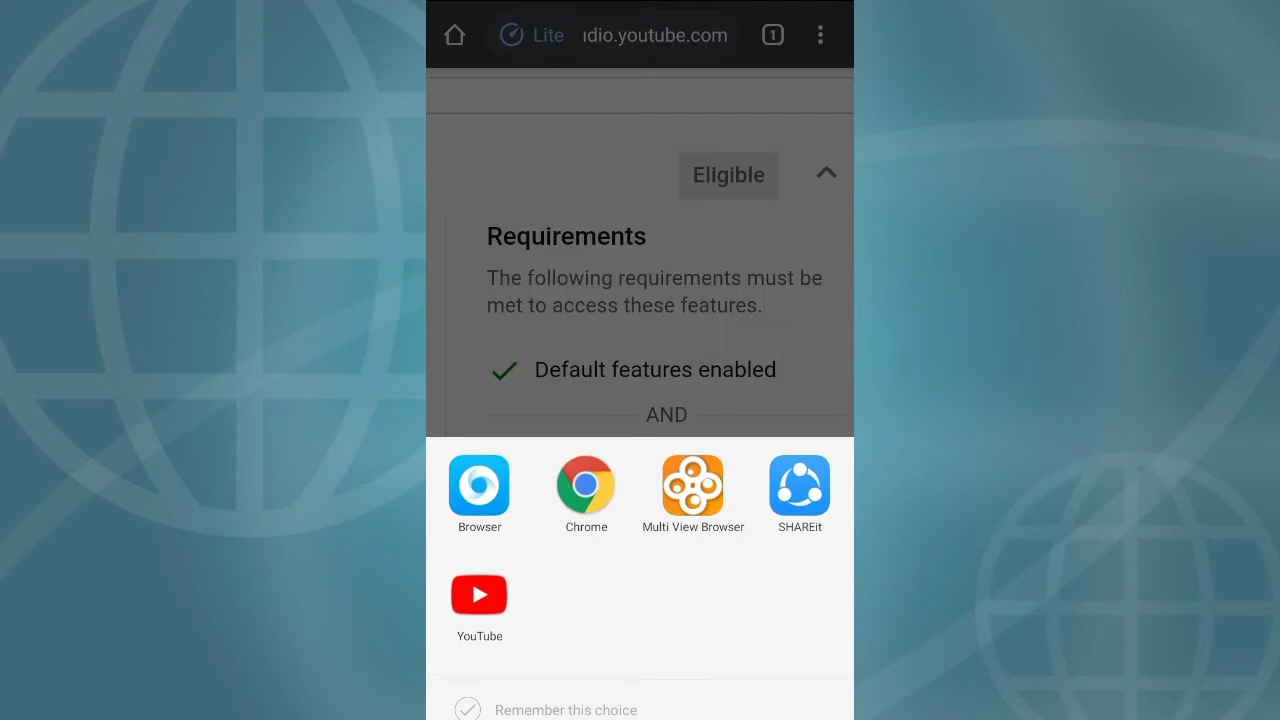 Lite ıdio.youtube.com 1
Eligible
Requirements
The following requirements must be
met to access these features.
Default features enabled
AND
Browser Chrome Multi View Browser SHAREit
YouTube
Remember this choice